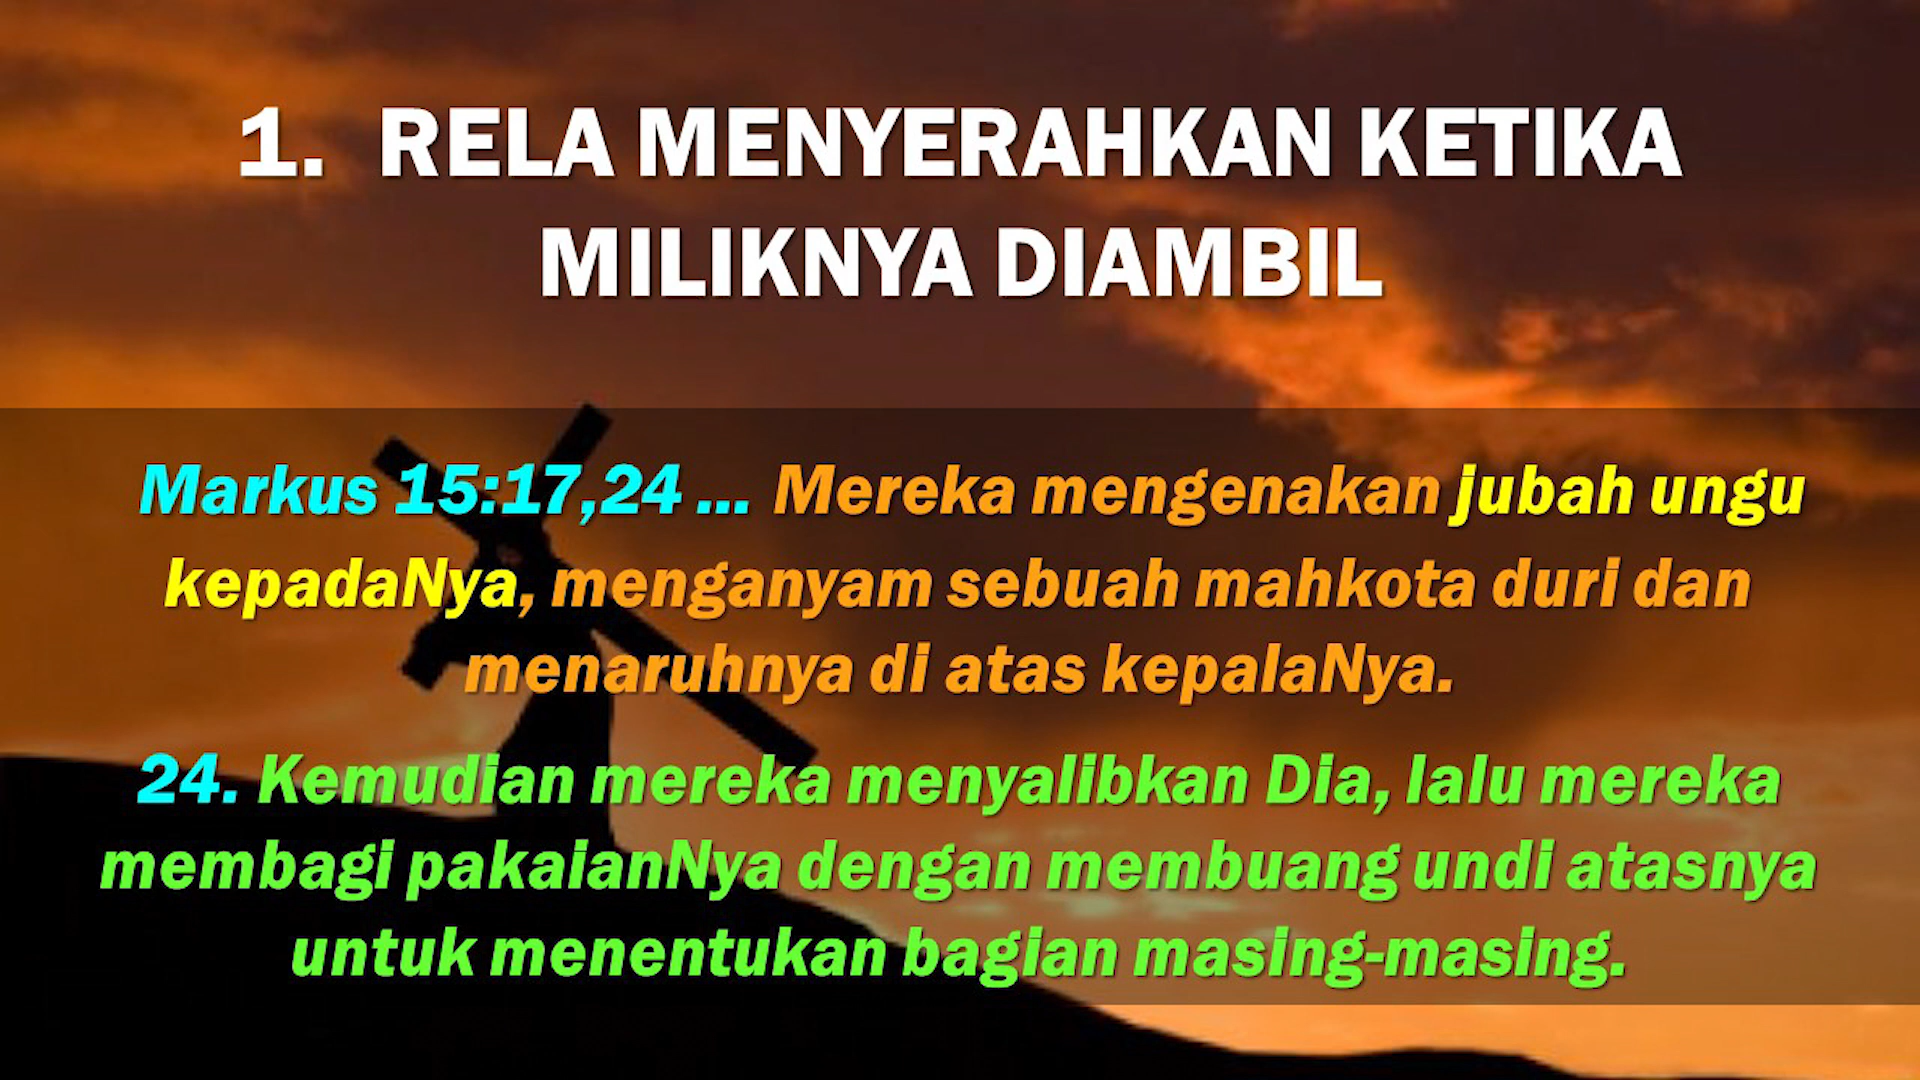 1. RELA MENYERAHKAN KETIKA
MILIKNYA DIAMBIL
Markus 15:17,24 ... Mereka mengenakan jubah ungu
kepadaNya, menganyam sebuah mahkota duri dan
menaruhnya di atas kepalaNya.
24. Kemudian mereka menyalibkan Dia, lalu mereka
membagi pakaianNya dengan membuang undi atasnya
untuk menentukan bagian masing-masing.